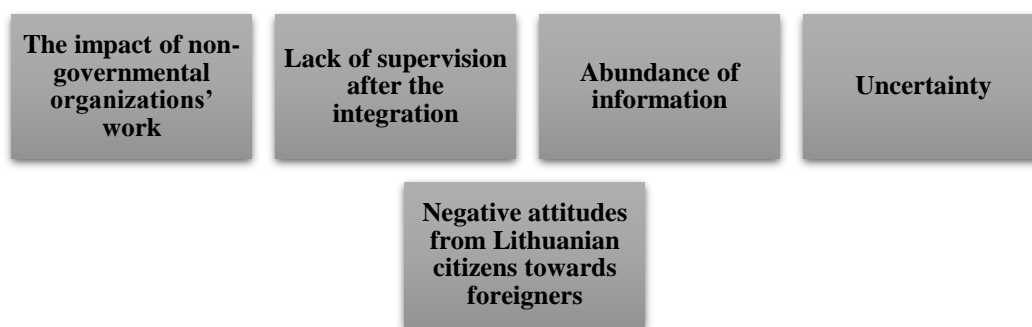 The impact of non-
governmental
organizations’
work
Lack of supervision
after the
integration
Abundance of
information
Uncertainty
Negative attitudes
from Lithuanian
citizens towards
foreigners